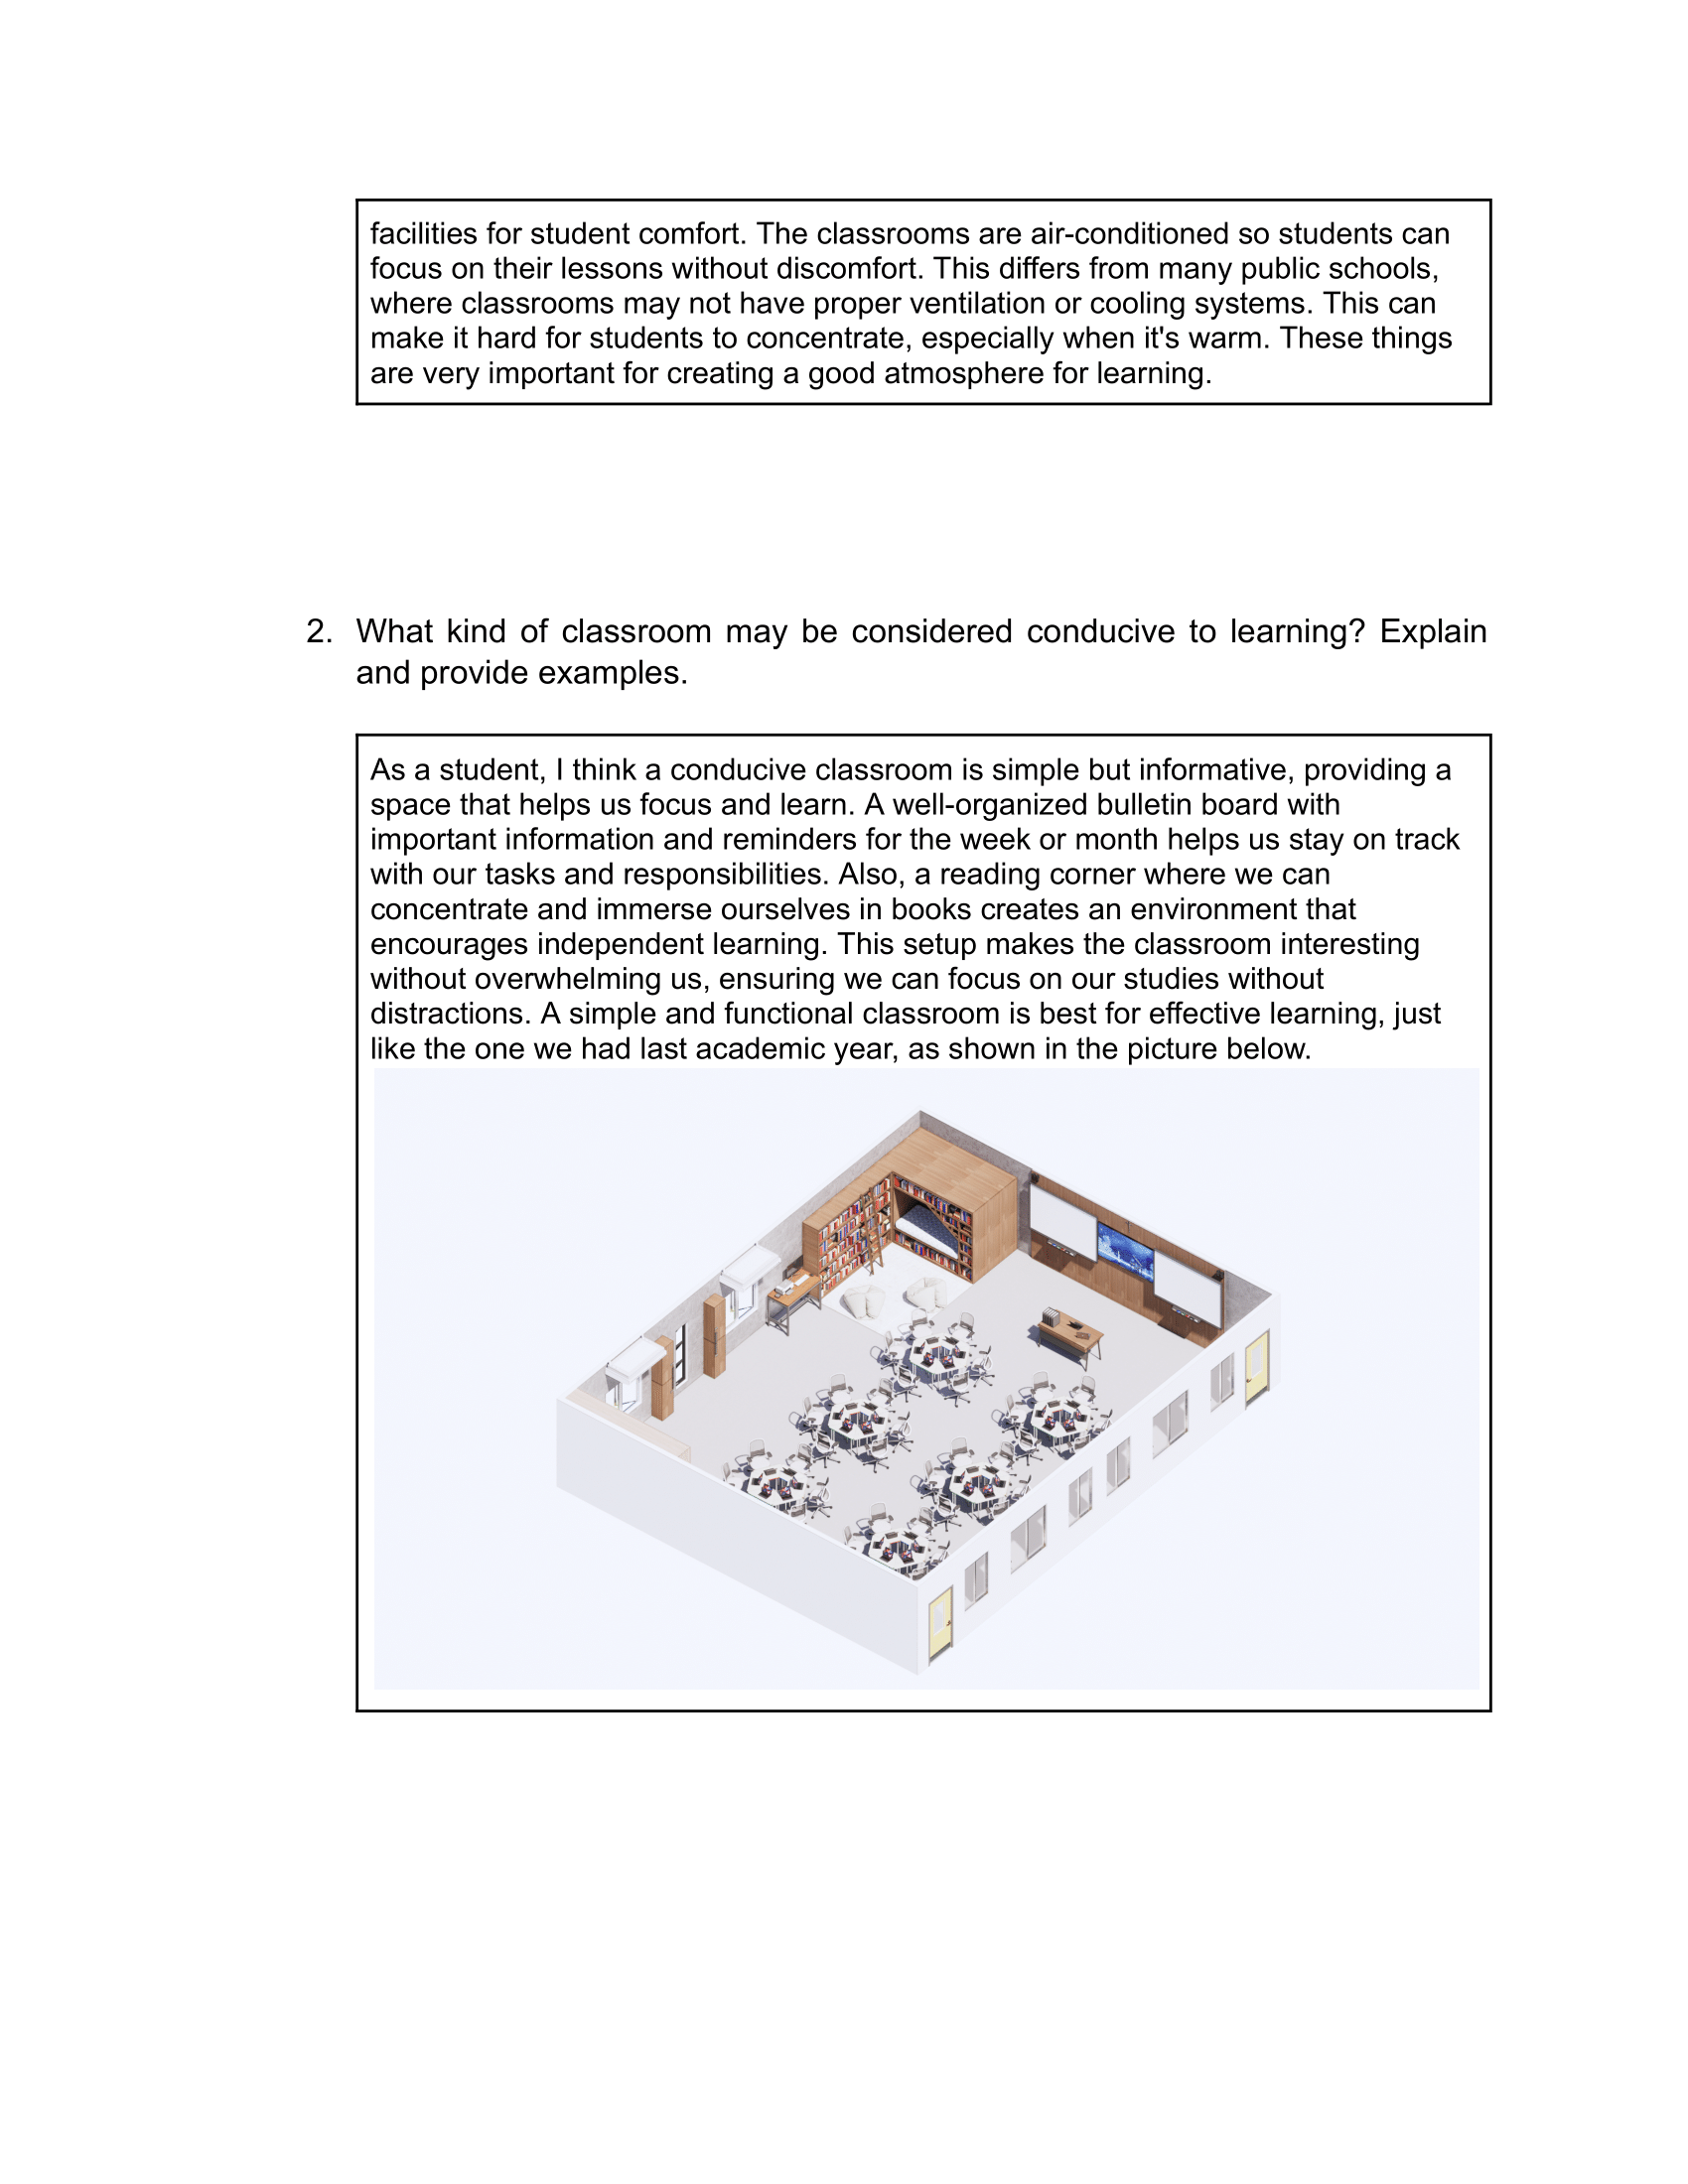 facilities for student comfort. The classrooms are air-conditioned so students can
focus on their lessons without discomfort. This differs from many public schools,
where classrooms may not have proper ventilation or cooling systems. This can
make it hard for students to concentrate, especially when it's warm. These things
are very important for creating a good atmosphere for learning.
2. What kind of classroom may be considered conducive to learning? Explain
and provide examples.
As a student, I think a conducive classroom is simple but informative, providing a
space that helps us focus and learn. A well-organized bulletin board with
important information and reminders for the week or month helps us stay on track
with our tasks and responsibilities. Also, a reading corner where we can
concentrate and immerse ourselves in books creates an environment that
encourages independent learning. This setup makes the classroom interesting
without overwhelming us, ensuring we can focus on our studies without
distractions. A simple and functional classroom is best for effective learning, just
like the one we had last academic year, as shown in the picture below.